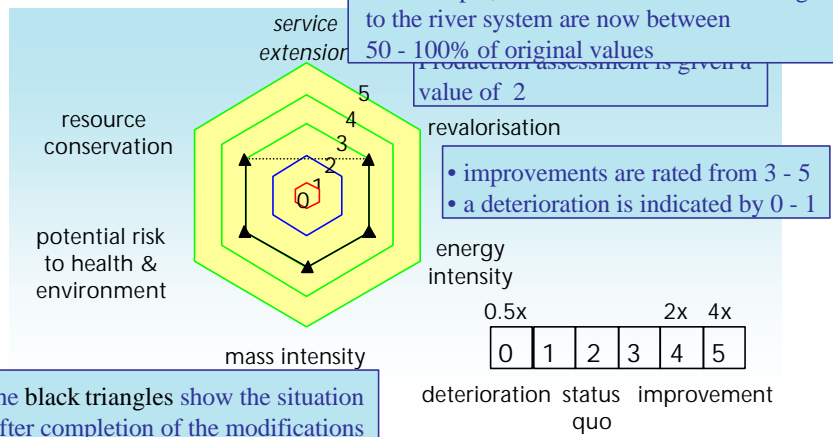 to the river system are now between
50 - 100% of original values
Production assessment is given a
value of 2
service
extension
resource
conservation
revalorisation
5
4
3
2
1
0
• improvements are rated from 3 - 5
• a deterioration is indicated by 0 - 1
potential risk
to health &
environment
energy
intensity
mass intensity
0.5x 2x 4x
0 1 2 3 4 5
deterioration status improvement
quo
black triangles show the situation
after completion of the modifications